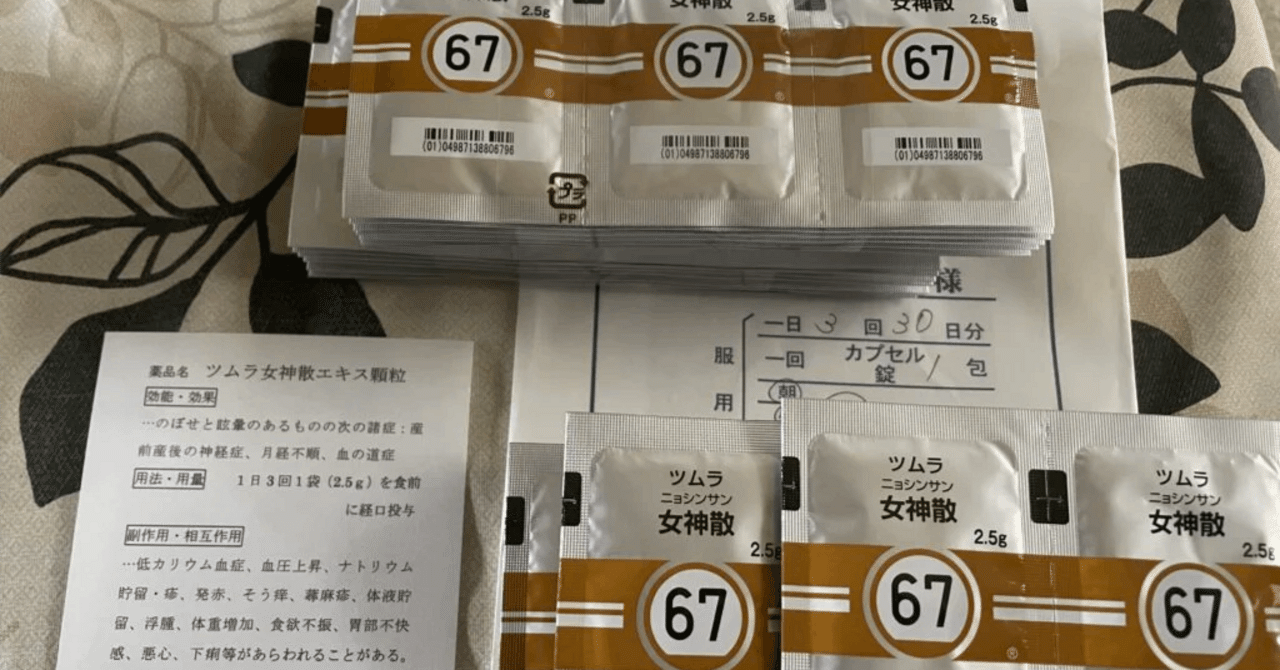 女神散
2.5g
67
®
(01)04987138806796
プラ
PP
女神散
2.5g
67
®
(01)04987138806796
女神散
2.5g
67
®
(01)04987138806796
様
服用
一日 3 回 30 日分
一回 カプセル 錠 / 包
朝
薬品名 ツムラ女神散エキス顆粒
効能・効果
…のぼせと眩暈のあるものの次の諸症：産
前産後の神経症、月経不順、血の道症
用法・用量 1日3回1袋（2.5g）を食前
に経口投与
副作用・相互作用
…低カリウム血症、血圧上昇、ナトリウム
貯留・疹、発赤、そう痒、蕁麻疹、体液貯
留、浮腫、体重増加、食欲不振、胃部不快
感、悪心、下痢等があらわれることがある。
ツムラ
ニョシンサン
女神散
2.5g
67
ツムラ
ニョシンサン
女神散
2.5g
67
®
ツムラ
ニョシンサン
女神散
2.5g
67